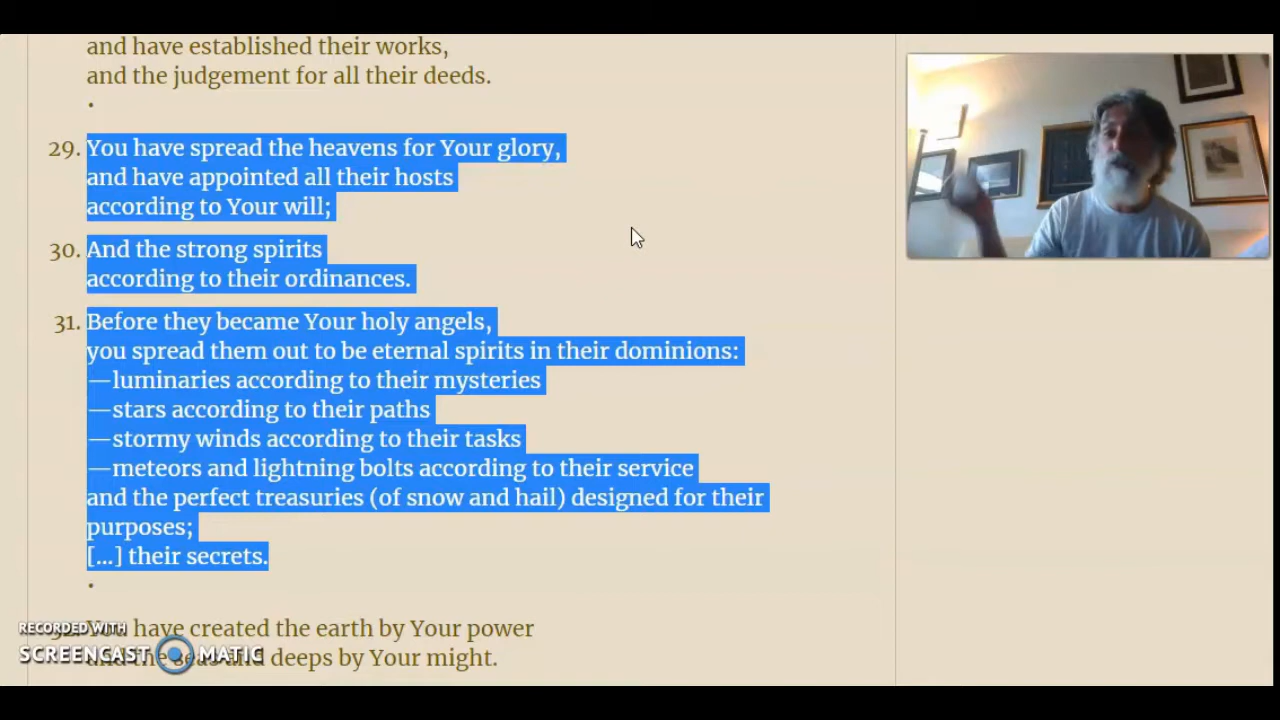 and have established their works,
and the judgement for all their deeds.
29. You have spread the heavens for Your glory,
and have appointed all their hosts
according to Your will;
30. And the strong spirits
according to their ordinances.
31. Before they became Your holy angels,
you spread them out to be eternal spirits in their dominions:
—luminaries according to their mysteries
—stars according to their paths
—stormy winds according to their tasks
—meteors and lightning bolts according to their service
and the perfect treasuries (of snow and hail) designed for their
purposes;
[...] their secrets.
You have created the earth by Your power
and the seas and deeps by Your might.
RECORDED WITH
SCREENCAST MATIC